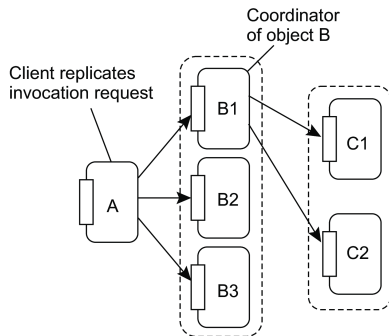 Coordinator
of object B
Client replicates
invocation request
B1
C1
A
B2
C2
B3